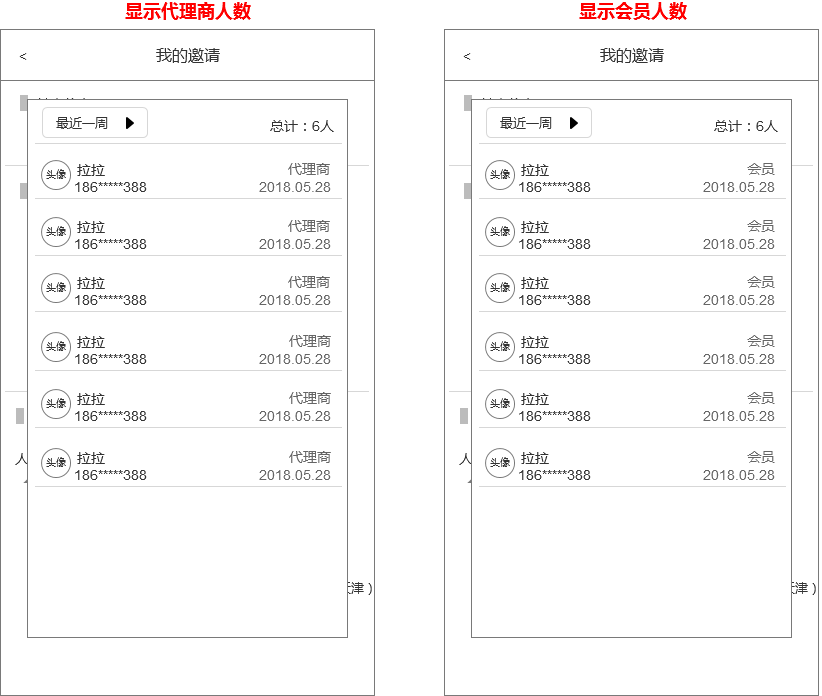 显示代理商人数
<
我的邀请
最近一周
总计：6人
头像
拉拉
代理商
186*****388
2018.05.28
头像
拉拉
代理商
186*****388
2018.05.28
头像
拉拉
代理商
186*****388
2018.05.28
头像
拉拉
代理商
186*****388
2018.05.28
头像
拉拉
代理商
186*****388
2018.05.28
头像
拉拉
代理商
186*****388
2018.05.28
人
津）
显示会员人数
<
我的邀请
最近一周
总计：6人
头像
拉拉
会员
186*****388
2018.05.28
头像
拉拉
会员
186*****388
2018.05.28
头像
拉拉
会员
186*****388
2018.05.28
头像
拉拉
会员
186*****388
2018.05.28
头像
拉拉
会员
186*****388
2018.05.28
头像
拉拉
会员
186*****388
2018.05.28
人
津）